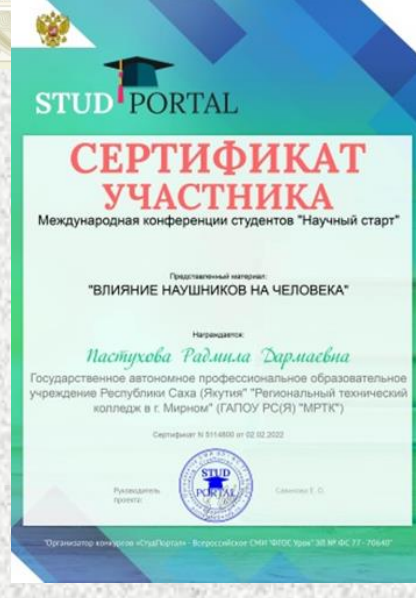 STUD PORTAL
СЕРТИФИКАТ
УЧАСТНИКА
Международная конференции студентов "Научный старт"
Представленный материал:
"ВЛИЯНИЕ НАУШНИКОВ НА ЧЕЛОВЕКА"
Награждается:
Пастухова Радмила Дармаевна
Государственное автономное профессиональное образовательное
учреждение Республики Саха (Якутия) "Региональный технический
колледж в г. Мирном" (ГАПОУ РС(Я) "МРТК")
Сертификат N 5114800 от 02.02.2022
STUD
PORTAL
Руководитель
проекта:
"Организатор конкурсов «СтудПортал» - Всероссийское СМИ "ФГОС Урок" ЭЛ № ФС 77 - 70640"